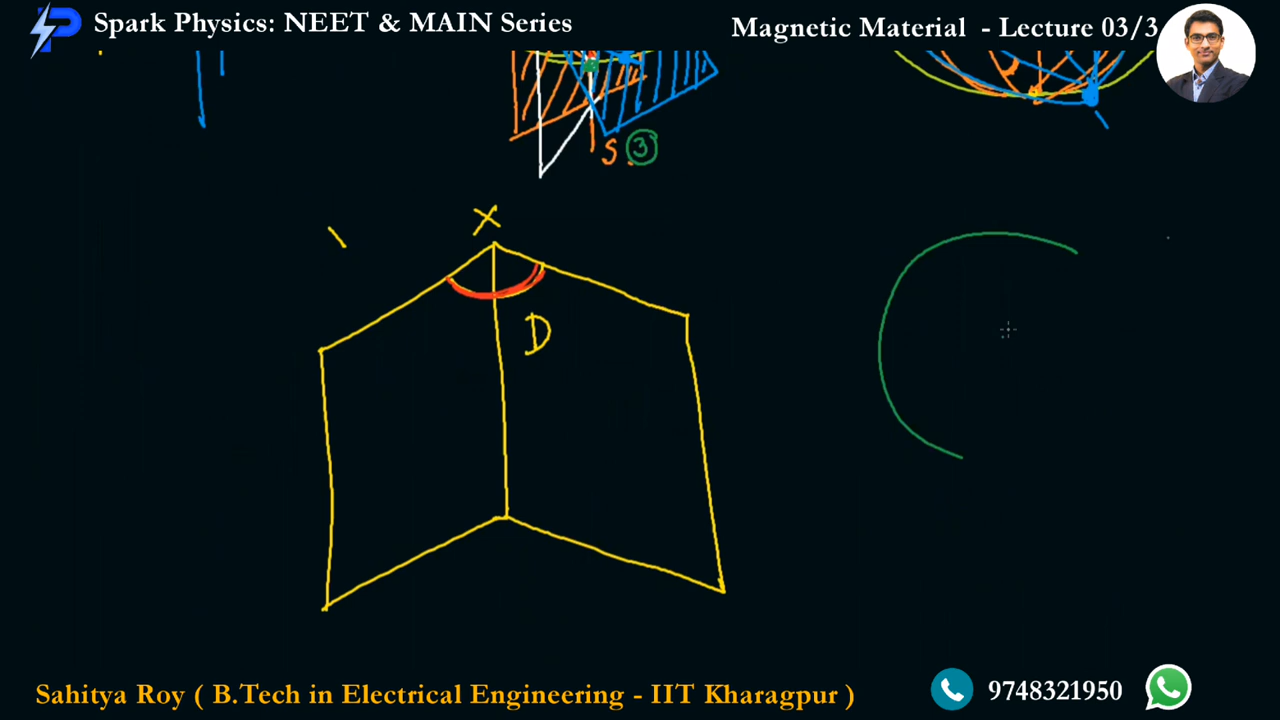 Spark Physics: NEET & MAIN Series
Magnetic Material - Lecture 03/3
S 3
X
D
Sahitya Roy ( B.Tech in Electrical Engineering - IIT Kharagpur )
9748321950